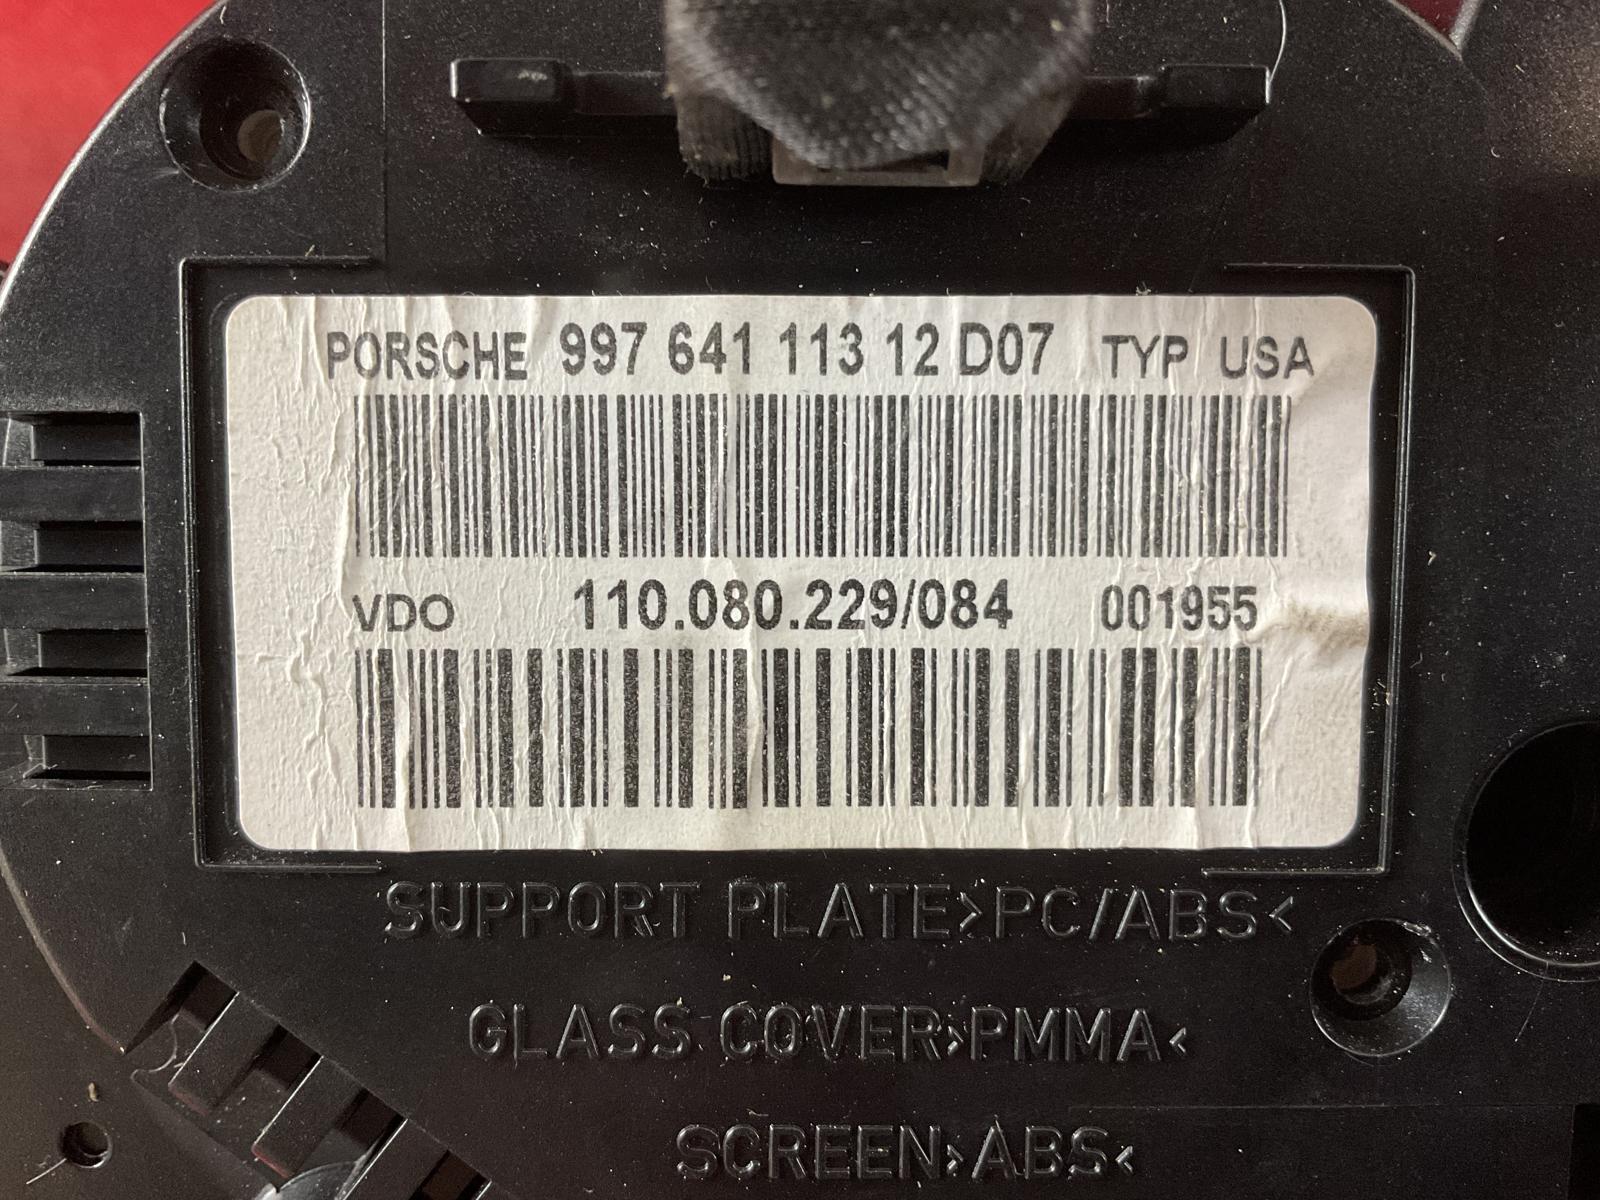 PORSCHE 997 641 113 12 D07 TYP USA
VDO 110.080.229/084 001955
SUPPORT PLATE>PC/ABS<
GLASS COVER>PMMA<
SCREEN>ABS<